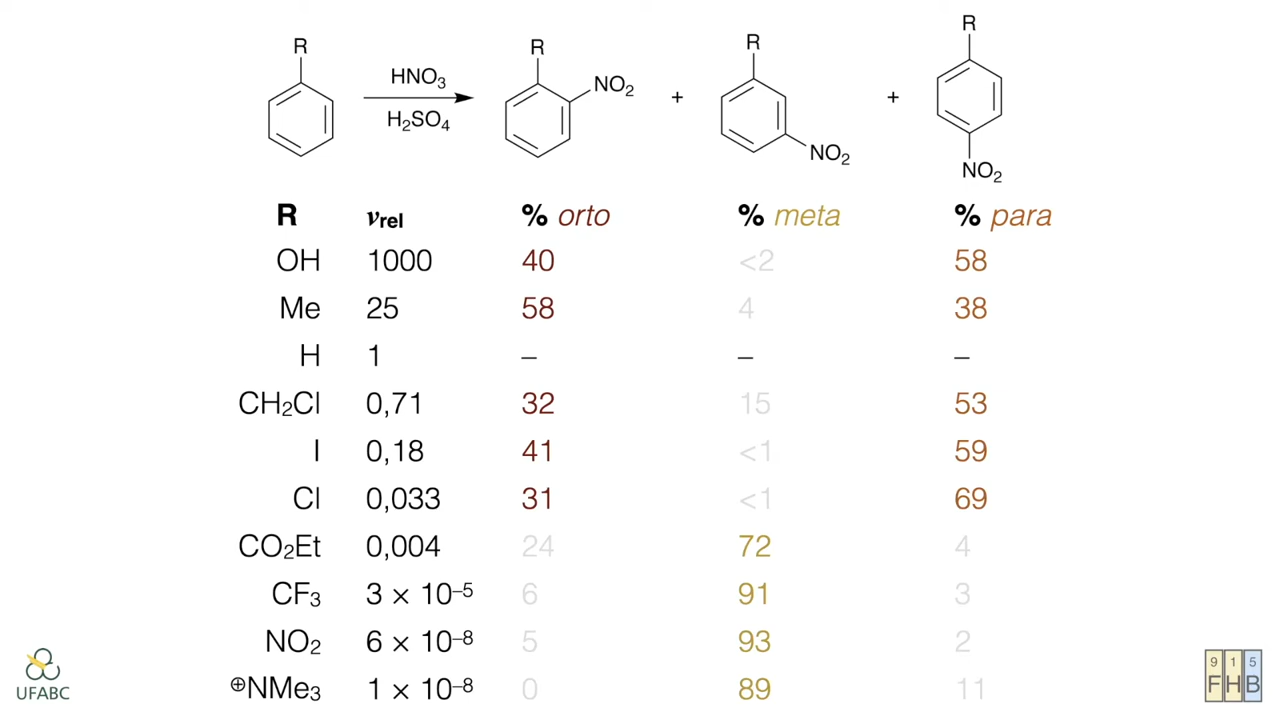 R
HNO₃
H₂SO₄
R
NO₂
+
R
NO₂
+
R
NO₂
R νrel % orto % meta % para
OH 1000 40 <2 58
Me 25 58 4 38
H 1 – – –
CH₂Cl 0,71 32 15 53
I 0,18 41 <1 59
Cl 0,033 31 <1 69
CO₂Et 0,004 24 72 4
CF₃ 3 × 10⁻⁵ 6 91 3
NO₂ 6 × 10⁻⁸ 5 93 2
⊕NMe₃ 1 × 10⁻⁸ 0 89 11
UFABC
9 1 5
F H B